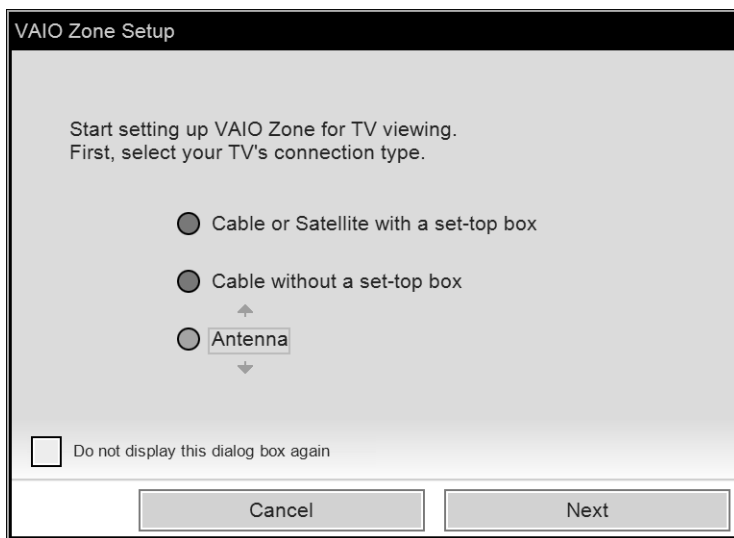 VAIO Zone Setup
Start setting up VAIO Zone for TV viewing.
First, select your TV's connection type.
Cable or Satellite with a set-top box
Cable without a set-top box
Antenna
Do not display this dialog box again
Cancel
Next